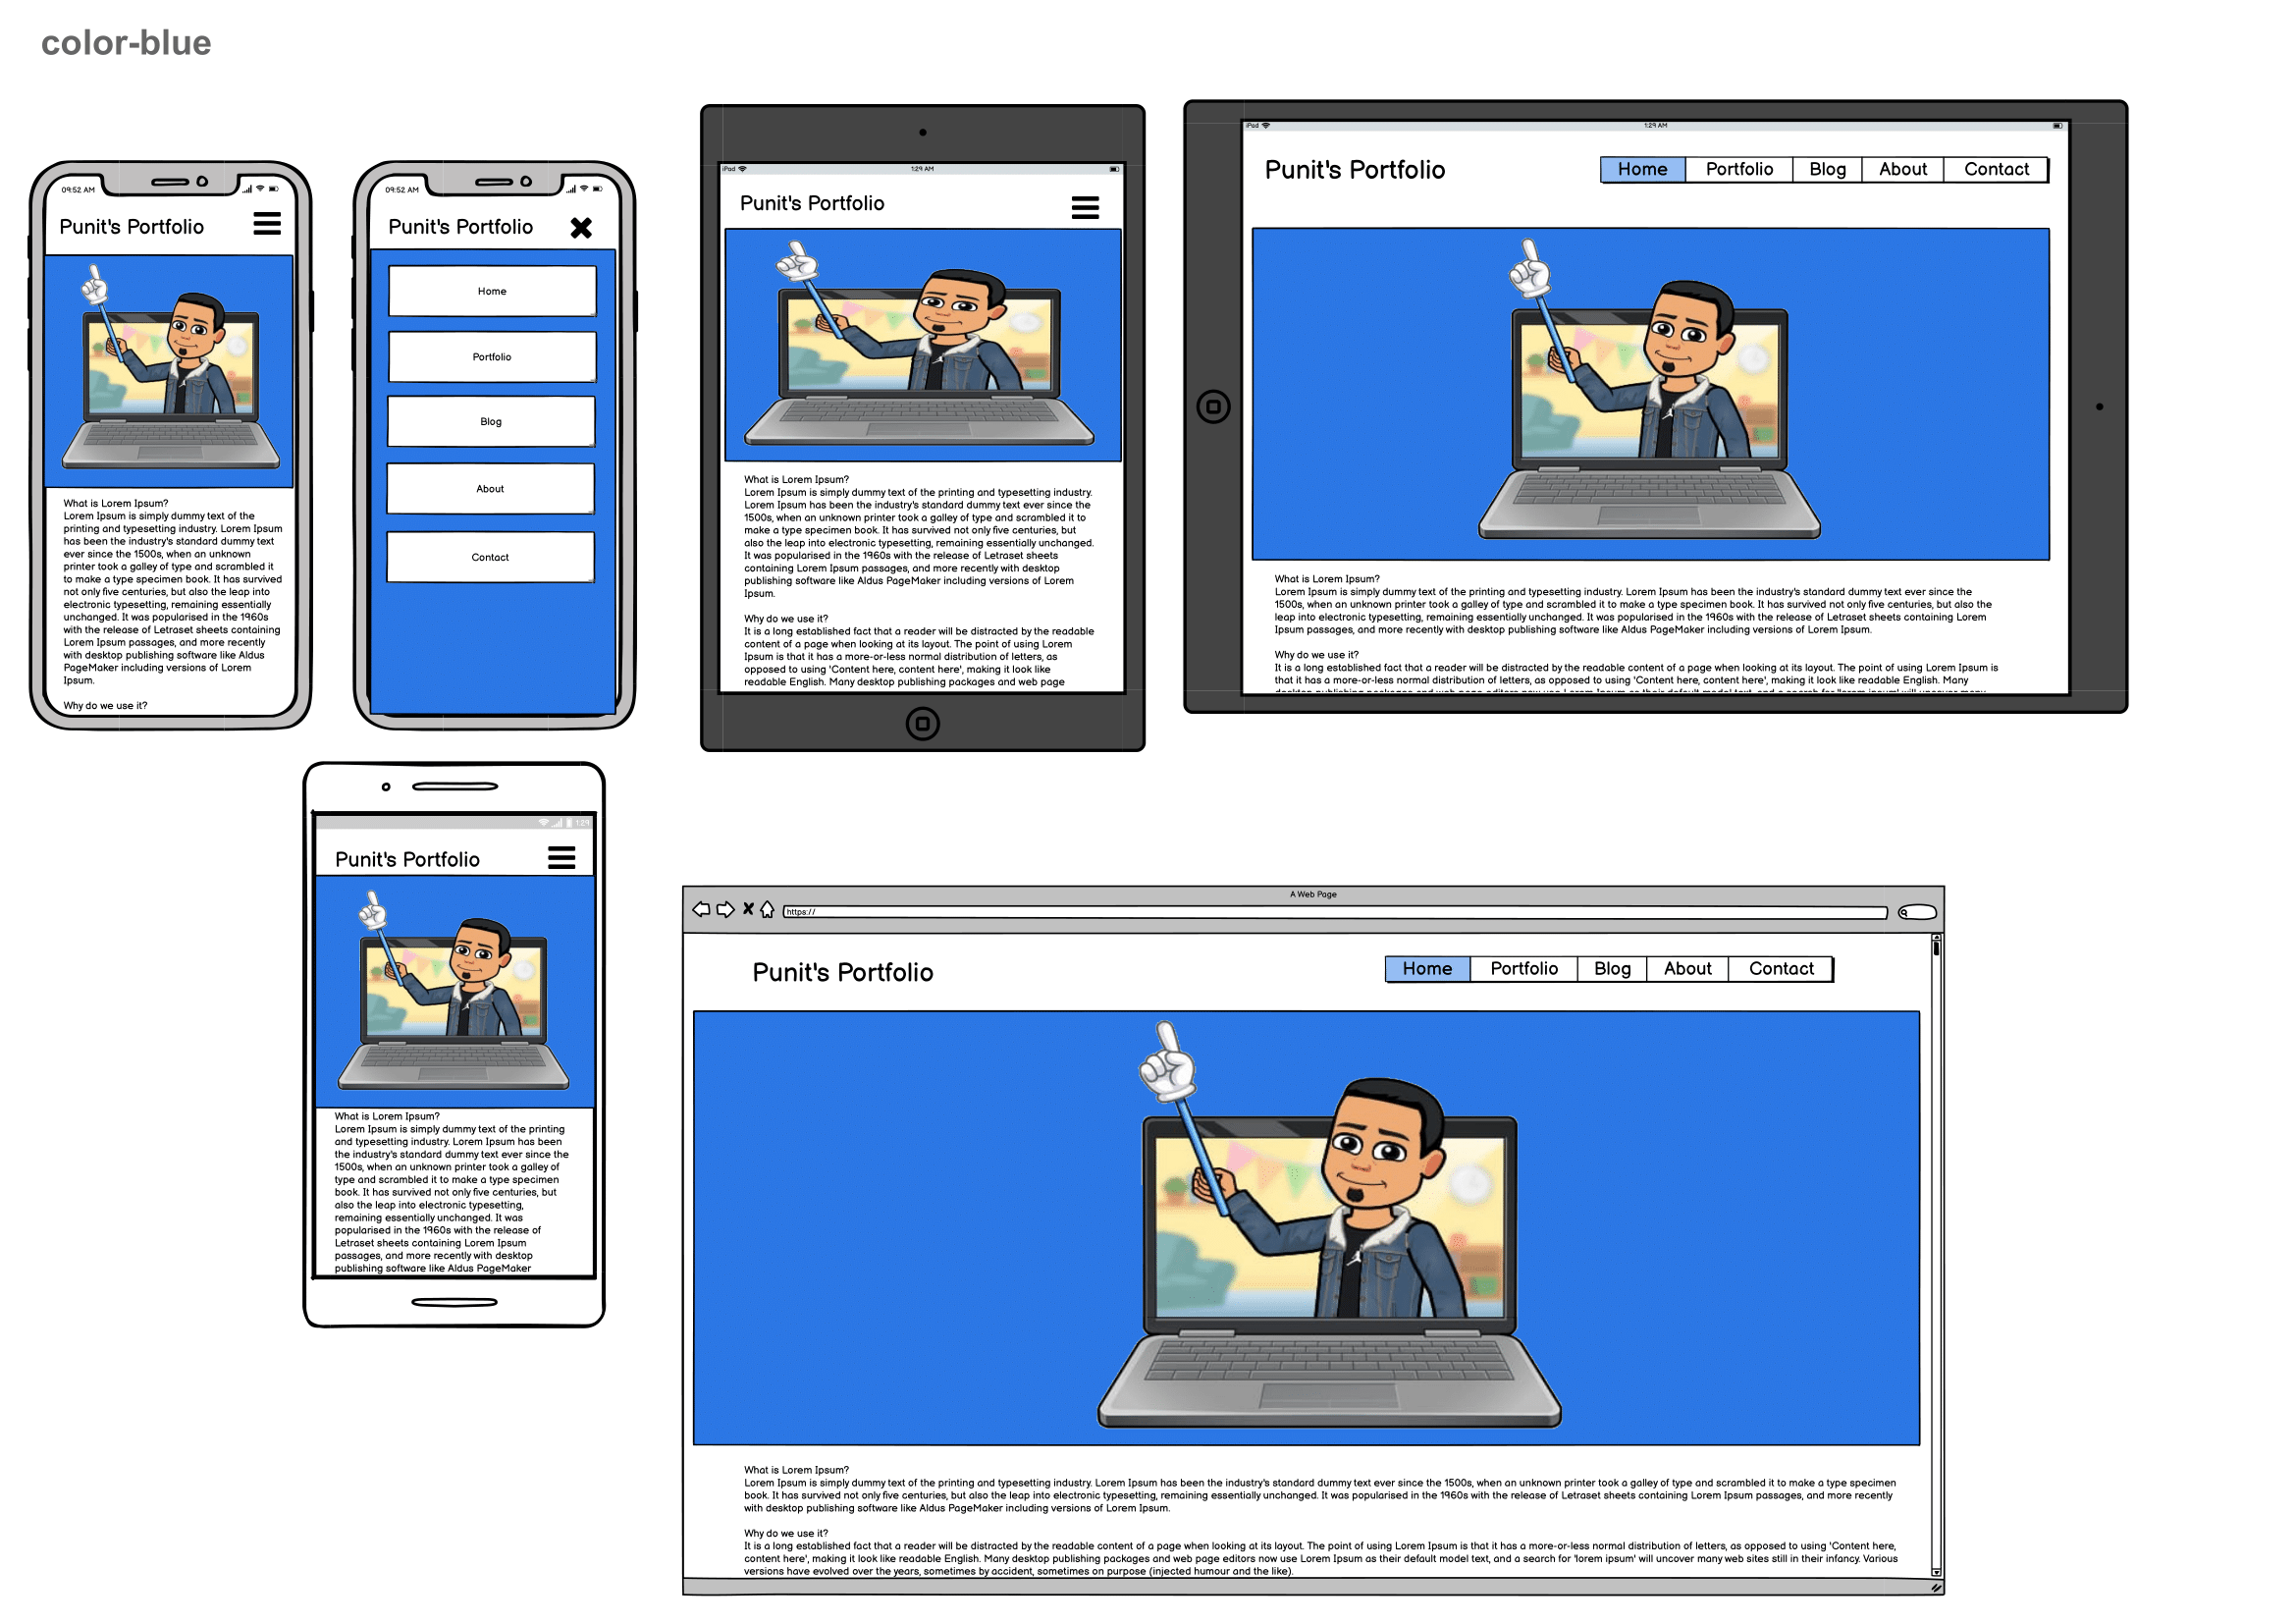 color-blue
09:52 AM
Punit's Portfolio
What is Lorem Ipsum?
Lorem Ipsum is simply dummy text of the
printing and typesetting industry. Lorem Ipsum
has been the industry's standard dummy text
ever since the 1500s, when an unknown
printer took a galley of type and scrambled it
to make a type specimen book. It has survived
not only five centuries, but also the leap into
electronic typesetting, remaining essentially
unchanged. It was popularised in the 1960s
with the release of Letraset sheets containing
Lorem Ipsum passages, and more recently
with desktop publishing software like Aldus
PageMaker including versions of Lorem
Ipsum.
Why do we use it?
09:52 AM
Punit's Portfolio
Home
Portfolio
Blog
About
Contact
iPad
1:29 AM
Punit's Portfolio
What is Lorem Ipsum?
Lorem Ipsum is simply dummy text of the printing and typesetting industry.
Lorem Ipsum has been the industry's standard dummy text ever since the
1500s, when an unknown printer took a galley of type and scrambled it to
make a type specimen book. It has survived not only five centuries, but
also the leap into electronic typesetting, remaining essentially unchanged.
It was popularised in the 1960s with the release of Letraset sheets
containing Lorem Ipsum passages, and more recently with desktop
publishing software like Aldus PageMaker including versions of Lorem
Ipsum.
Why do we use it?
It is a long established fact that a reader will be distracted by the readable
content of a page when looking at its layout. The point of using Lorem
Ipsum is that it has a more-or-less normal distribution of letters, as
opposed to using 'Content here, content here', making it look like
readable English. Many desktop publishing packages and web page
iPad
1:29 AM
Punit's Portfolio
Home Portfolio Blog About Contact
What is Lorem Ipsum?
Lorem Ipsum is simply dummy text of the printing and typesetting industry. Lorem Ipsum has been the industry's standard dummy text ever since the
1500s, when an unknown printer took a galley of type and scrambled it to make a type specimen book. It has survived not only five centuries, but also the
leap into electronic typesetting, remaining essentially unchanged. It was popularised in the 1960s with the release of Letraset sheets containing Lorem
Ipsum passages, and more recently with desktop publishing software like Aldus PageMaker including versions of Lorem Ipsum.
Why do we use it?
It is a long established fact that a reader will be distracted by the readable content of a page when looking at its layout. The point of using Lorem Ipsum is
that it has a more-or-less normal distribution of letters, as opposed to using 'Content here, content here', making it look like readable English. Many
desktop publishing packages and web page editors now use Lorem Ipsum as their default model text, and a search for 'lorem ipsum' will uncover many
1:29
Punit's Portfolio
What is Lorem Ipsum?
Lorem Ipsum is simply dummy text of the printing
and typesetting industry. Lorem Ipsum has been
the industry's standard dummy text ever since the
1500s, when an unknown printer took a galley of
type and scrambled it to make a type specimen
book. It has survived not only five centuries, but
also the leap into electronic typesetting,
remaining essentially unchanged. It was
popularised in the 1960s with the release of
Letraset sheets containing Lorem Ipsum
passages, and more recently with desktop
publishing software like Aldus PageMaker
A Web Page
https://
Punit's Portfolio
Home Portfolio Blog About Contact
What is Lorem Ipsum?
Lorem Ipsum is simply dummy text of the printing and typesetting industry. Lorem Ipsum has been the industry's standard dummy text ever since the 1500s, when an unknown printer took a galley of type and scrambled it to make a type specimen
book. It has survived not only five centuries, but also the leap into electronic typesetting, remaining essentially unchanged. It was popularised in the 1960s with the release of Letraset sheets containing Lorem Ipsum passages, and more recently
with desktop publishing software like Aldus PageMaker including versions of Lorem Ipsum.
Why do we use it?
It is a long established fact that a reader will be distracted by the readable content of a page when looking at its layout. The point of using Lorem Ipsum is that it has a more-or-less normal distribution of letters, as opposed to using 'Content here,
content here', making it look like readable English. Many desktop publishing packages and web page editors now use Lorem Ipsum as their default model text, and a search for 'lorem ipsum' will uncover many web sites still in their infancy. Various
versions have evolved over the years, sometimes by accident, sometimes on purpose (injected humour and the like).